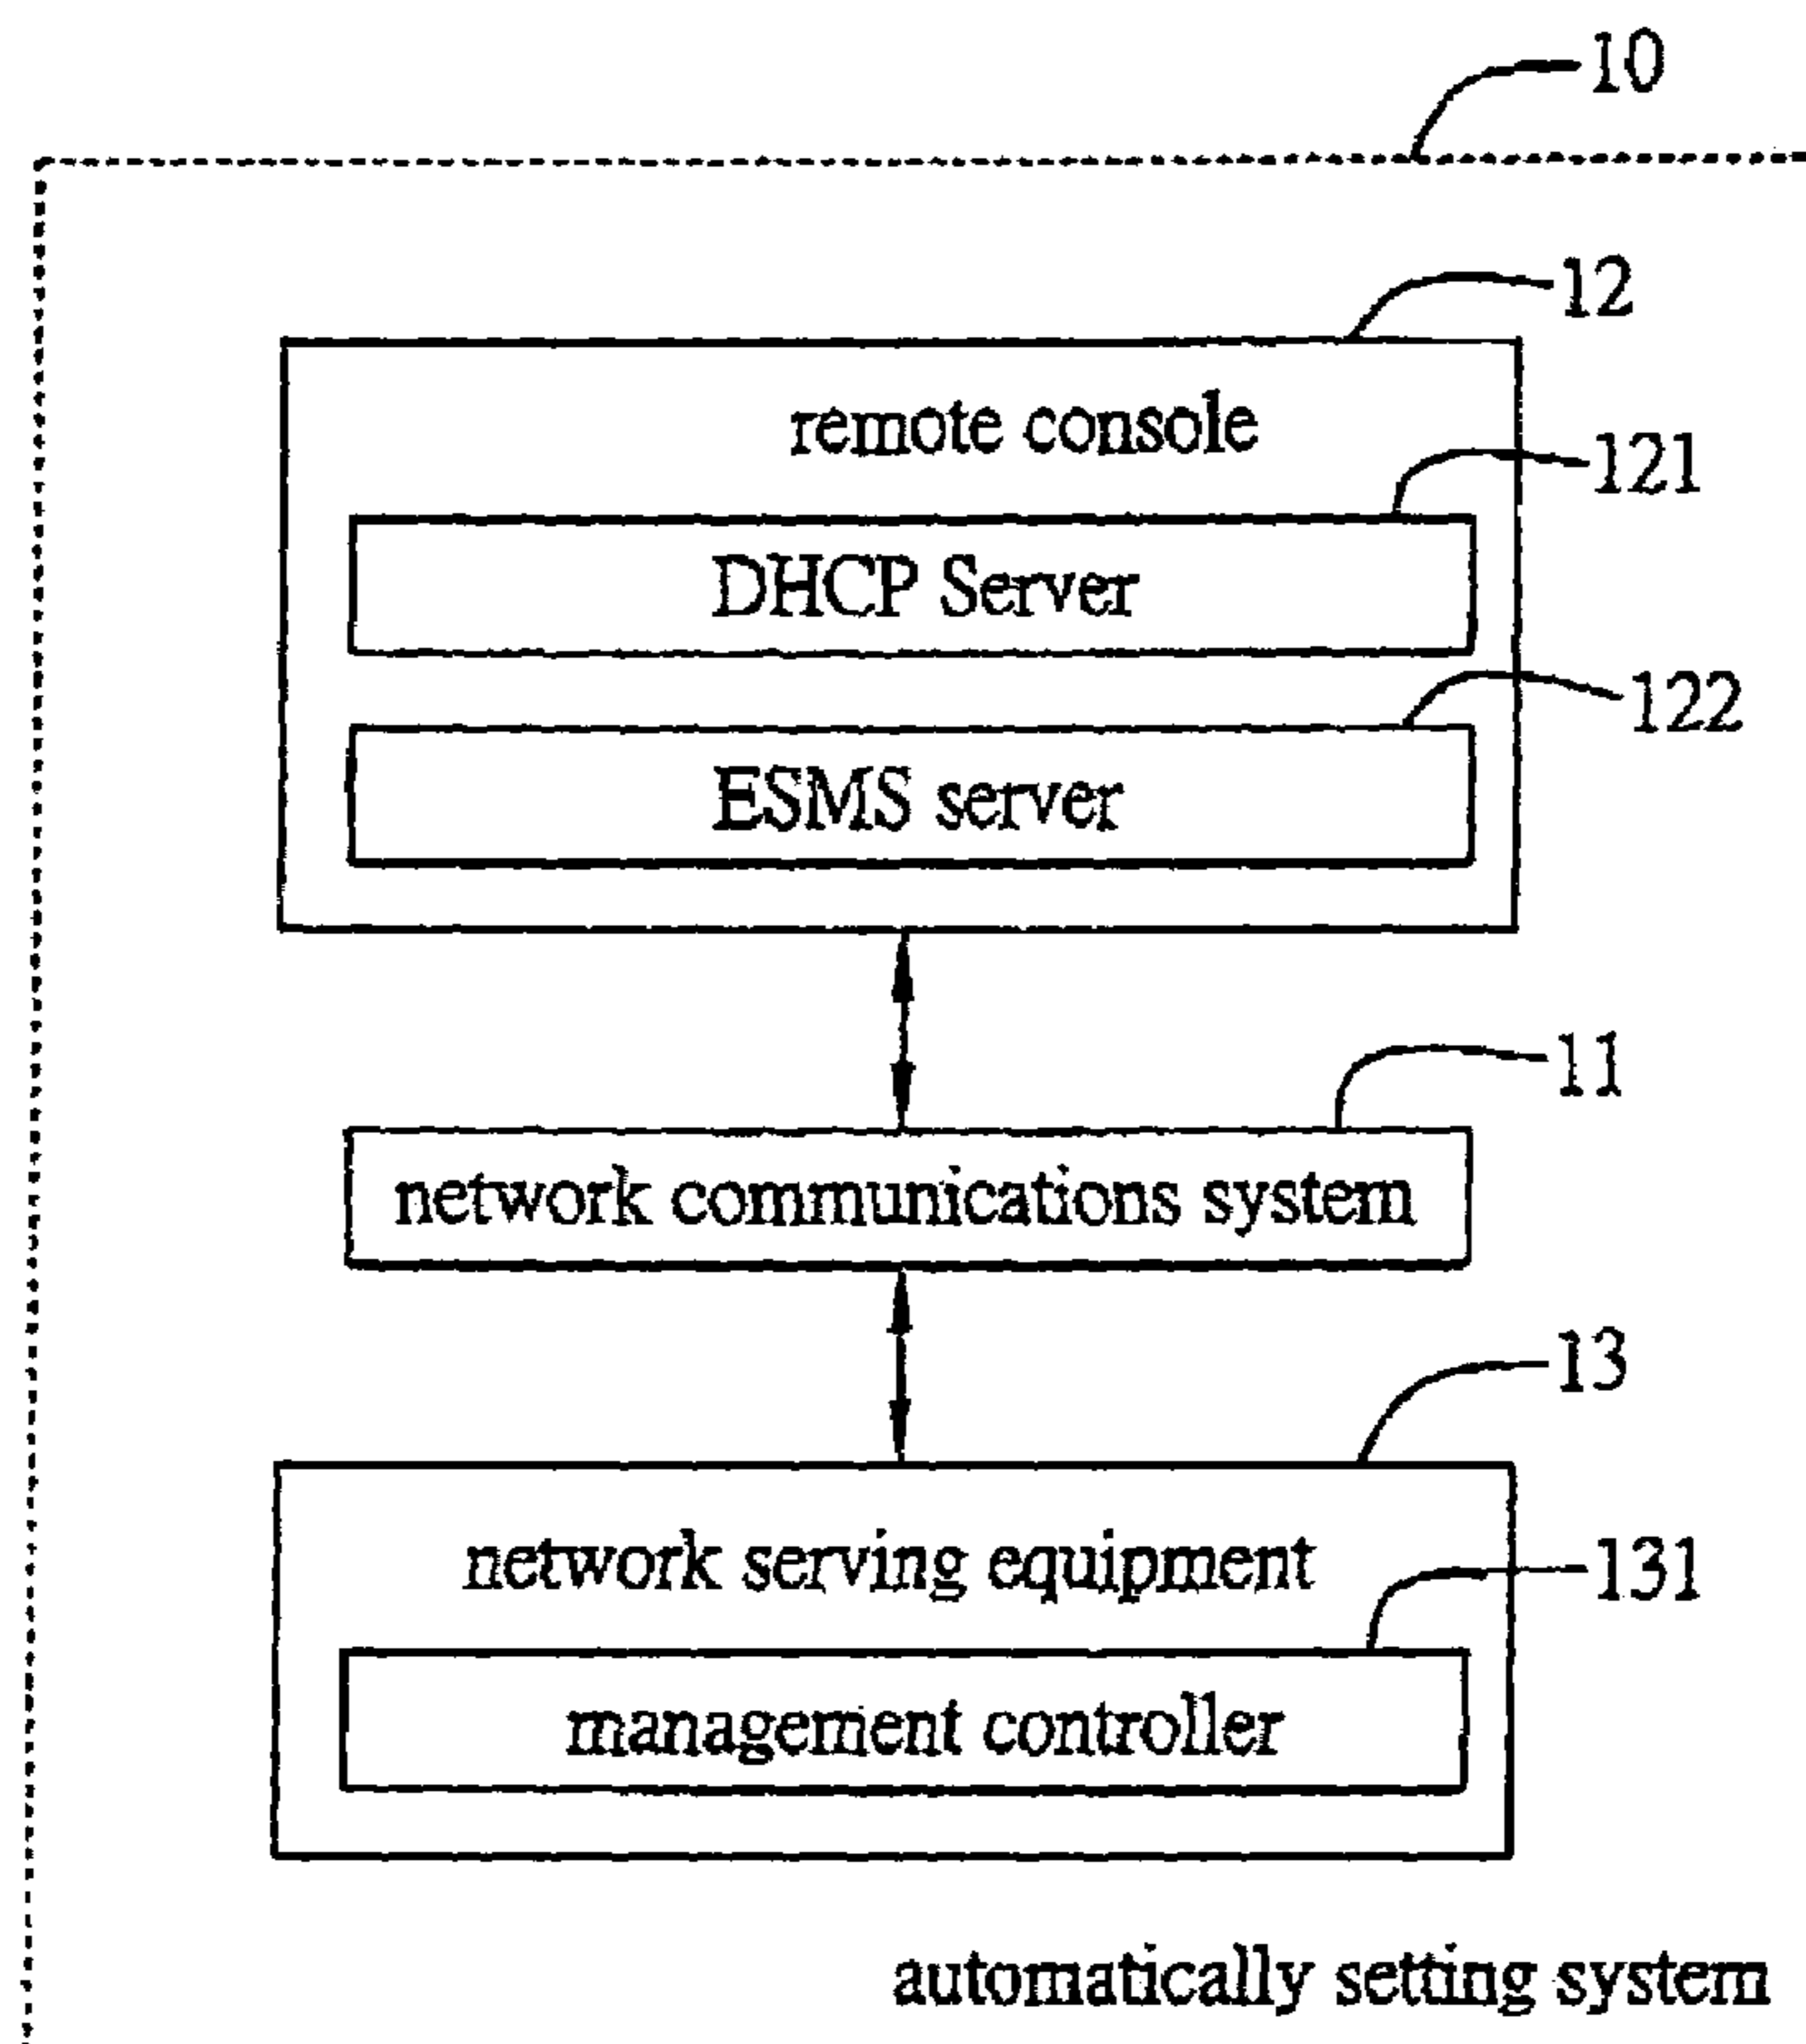 10
12
remote console
121
DHCP Server
122
ESMS server
11
network communications system
13
network serving equipment
131
management controller
automatically setting system